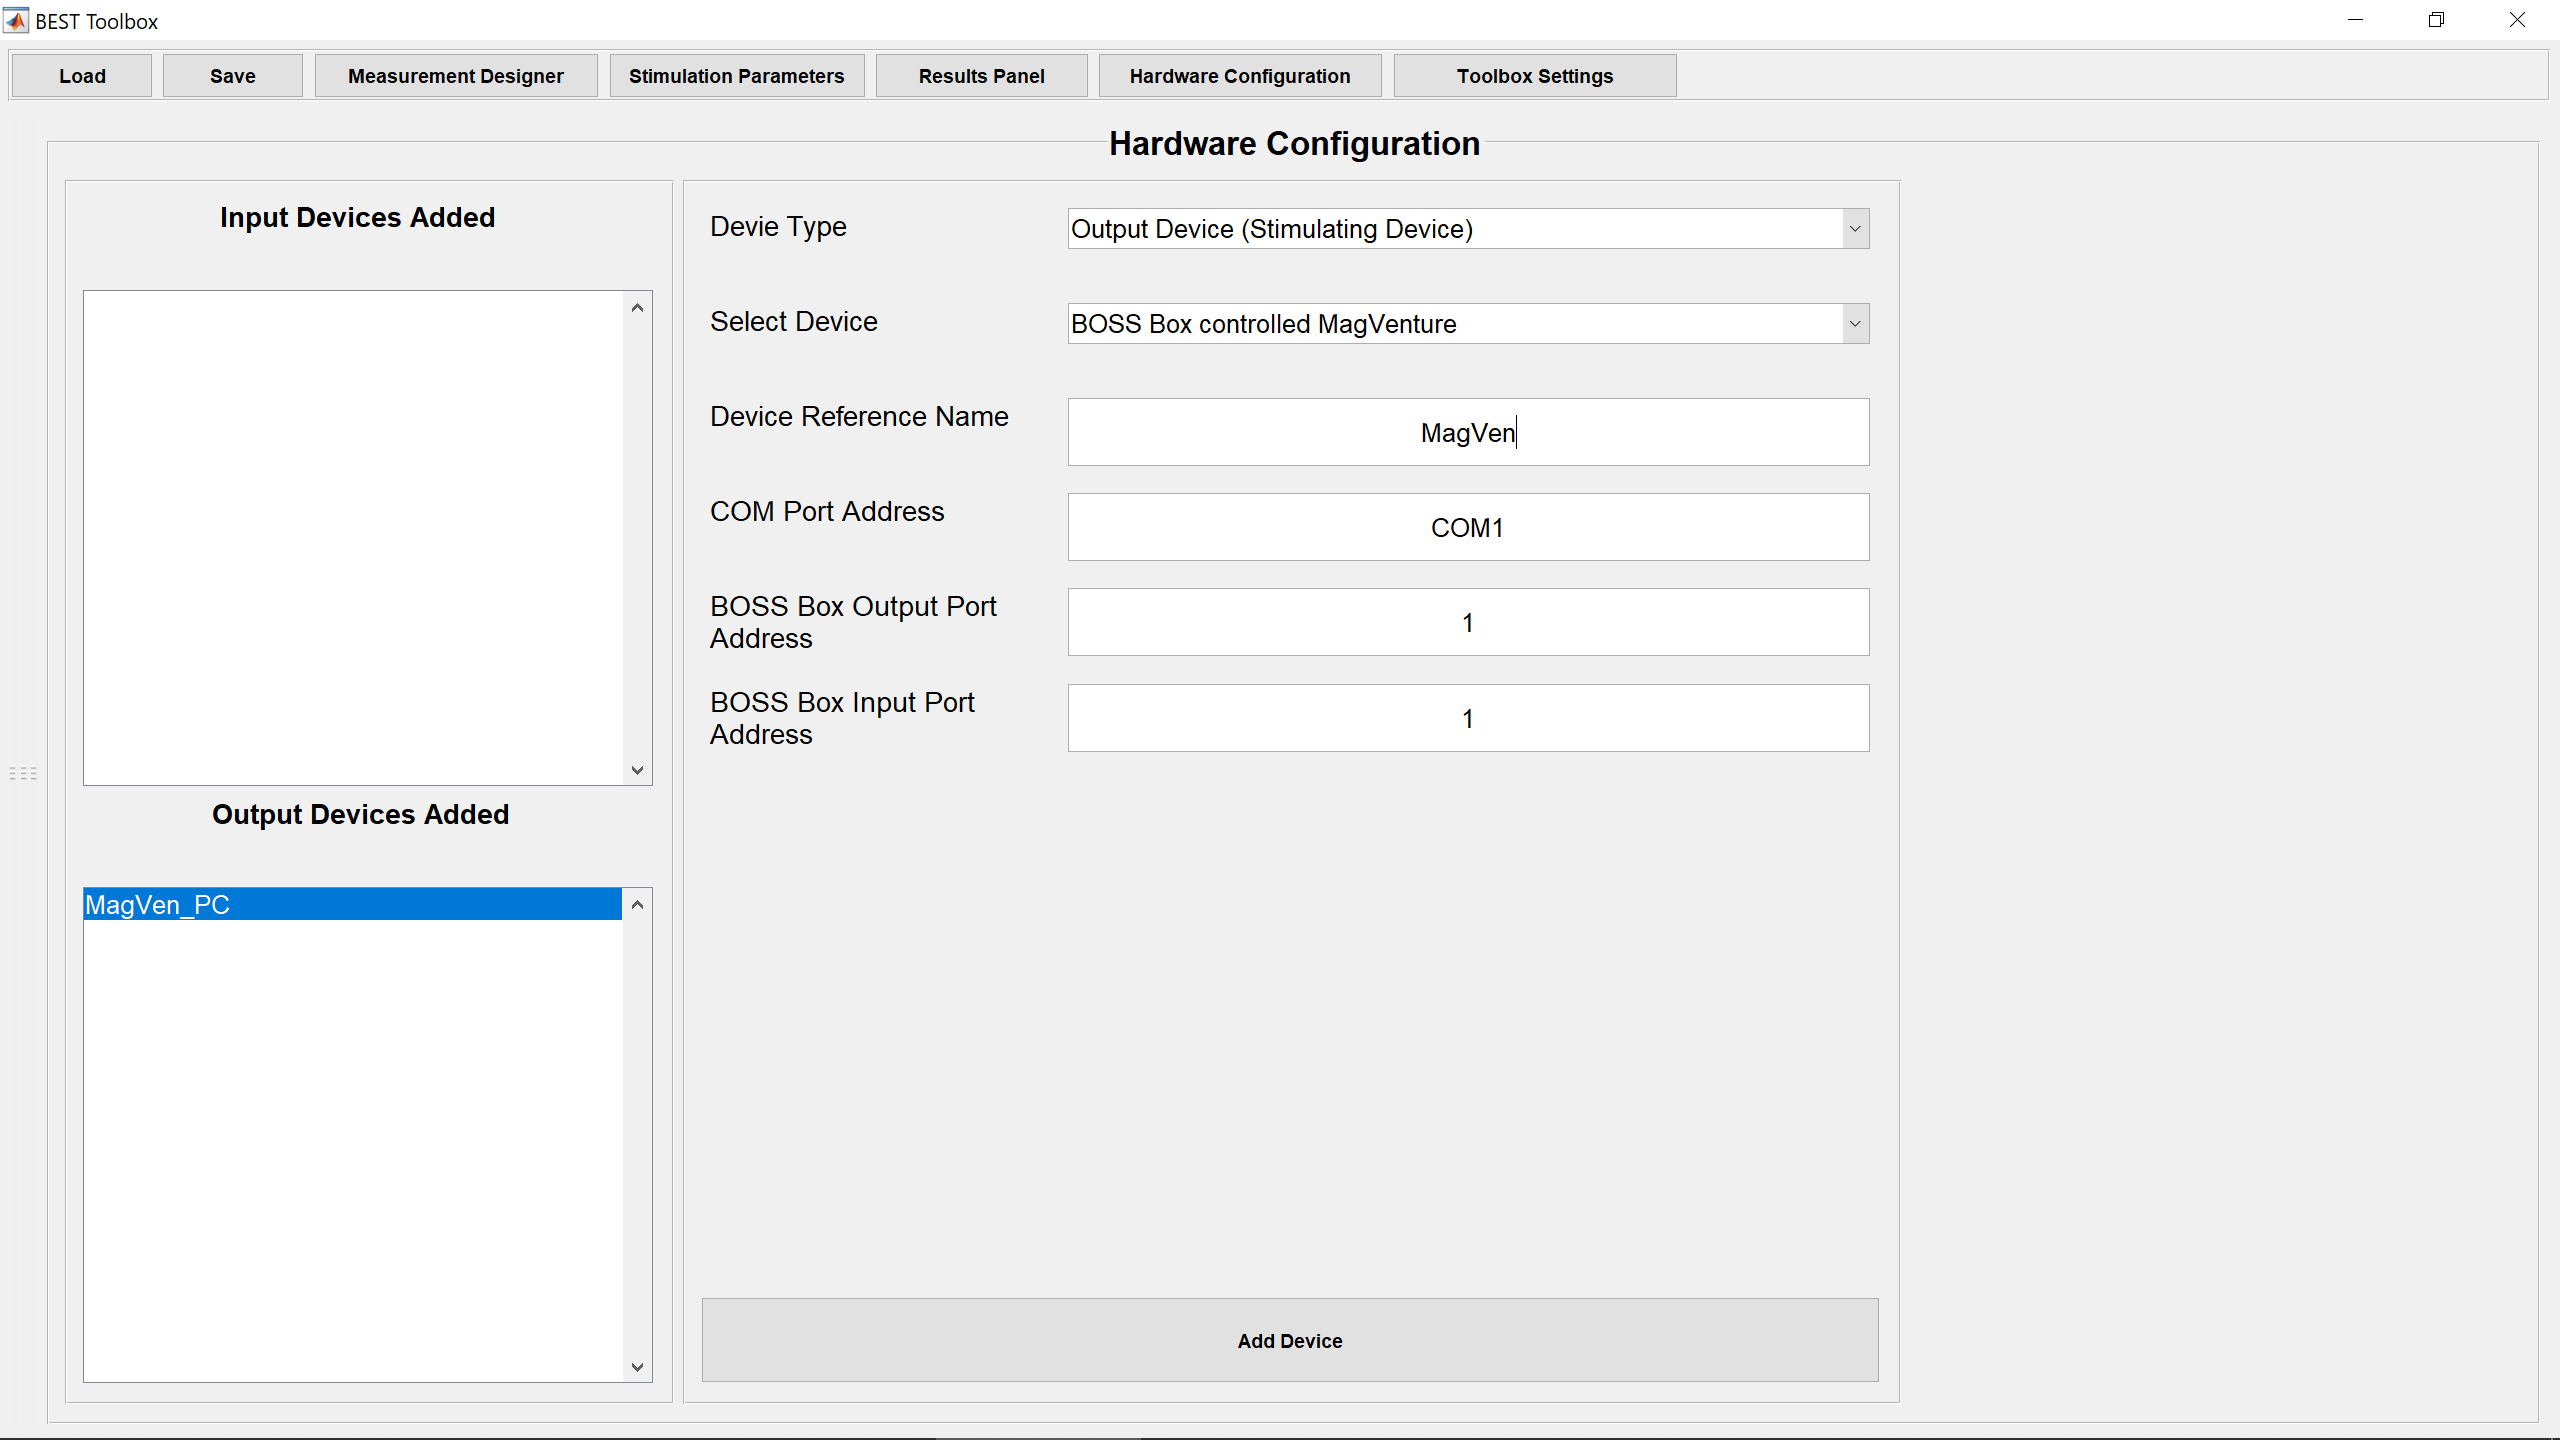 BEST Toolbox
Load
Save
Measurement Designer
Stimulation Parameters
Results Panel
Hardware Configuration
Toolbox Settings
Hardware Configuration
Input Devices Added
Output Devices Added
MagVen_PC
Devie Type
Output Device (Stimulating Device)
Select Device
BOSS Box controlled MagVenture
Device Reference Name
MagVen
COM Port Address
COM1
BOSS Box Output Port
Address
1
BOSS Box Input Port
Address
1
Add Device